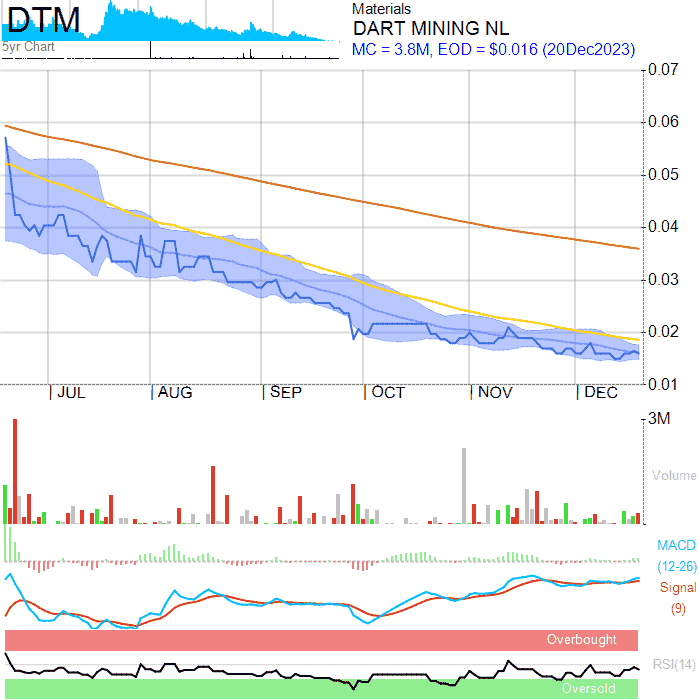 DTM
5yr Chart
Materials
DART MINING NL
MC = 3.8M, EOD = $0.016 (20Dec2023)
0.07
0.06
0.05
0.04
0.03
0.02
0.01
JUL AUG SEP OCT NOV DEC
3M
Volume
MACD
(12-26)
Signal
(9)
Overbought
RSI(14)
Oversold